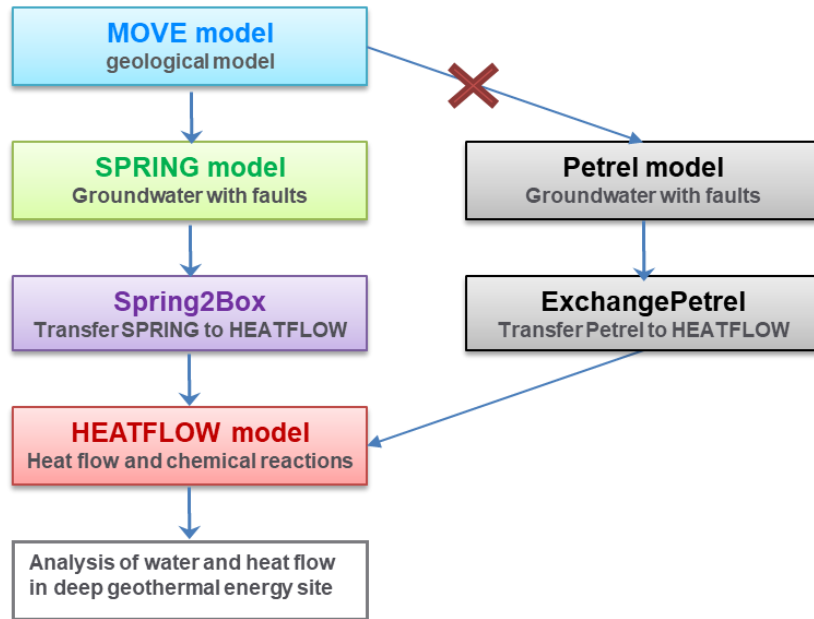 MOVE model
geological model
SPRING model
Groundwater with faults
Petrel model
Groundwater with faults
Spring2Box
Transfer SPRING to HEATFLOW
ExchangePetrel
Transfer Petrel to HEATFLOW
HEATFLOW model
Heat flow and chemical reactions
Analysis of water and heat flow
in deep geothermal energy site